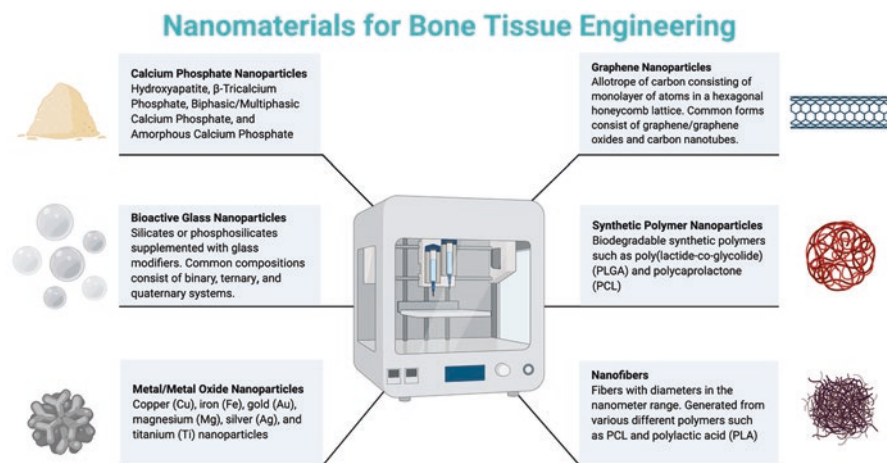 Nanomaterials for Bone Tissue Engineering
Calcium Phosphate Nanoparticles
Hydroxyapatite, β-Tricalcium
Phosphate, Biphasic/Multiphasic
Calcium Phosphate, and
Amorphous Calcium Phosphate
Graphene Nanoparticles
Allotrope of carbon consisting of
monolayer of atoms in a hexagonal
honeycomb lattice. Common forms
consist of graphene/graphene
oxides and carbon nanotubes.
Bioactive Glass Nanoparticles
Silicates or phosphosilicates
supplemented with glass
modifiers. Common compositions
consist of binary, ternary, and
quaternary systems.
Synthetic Polymer Nanoparticles
Biodegradable synthetic polymers
such as poly(lactide-co-glycolide)
(PLGA) and polycaprolactone
(PCL)
Metal/Metal Oxide Nanoparticles
Copper (Cu), iron (Fe), gold (Au),
magnesium (Mg), silver (Ag), and
titanium (Ti) nanoparticles
Nanofibers
Fibers with diameters in the
nanometer range. Generated from
various different polymers such
as PCL and polylactic acid (PLA)